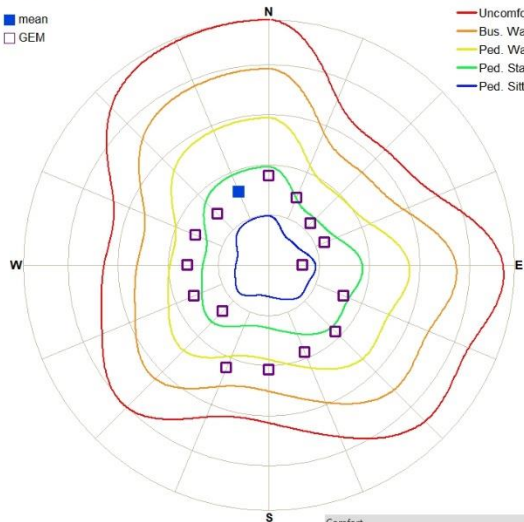 N
mean
GEM
Uncomfo
Bus. Wa
Ped. Wa
Ped. Sta
Ped. Sitt
W
E
S